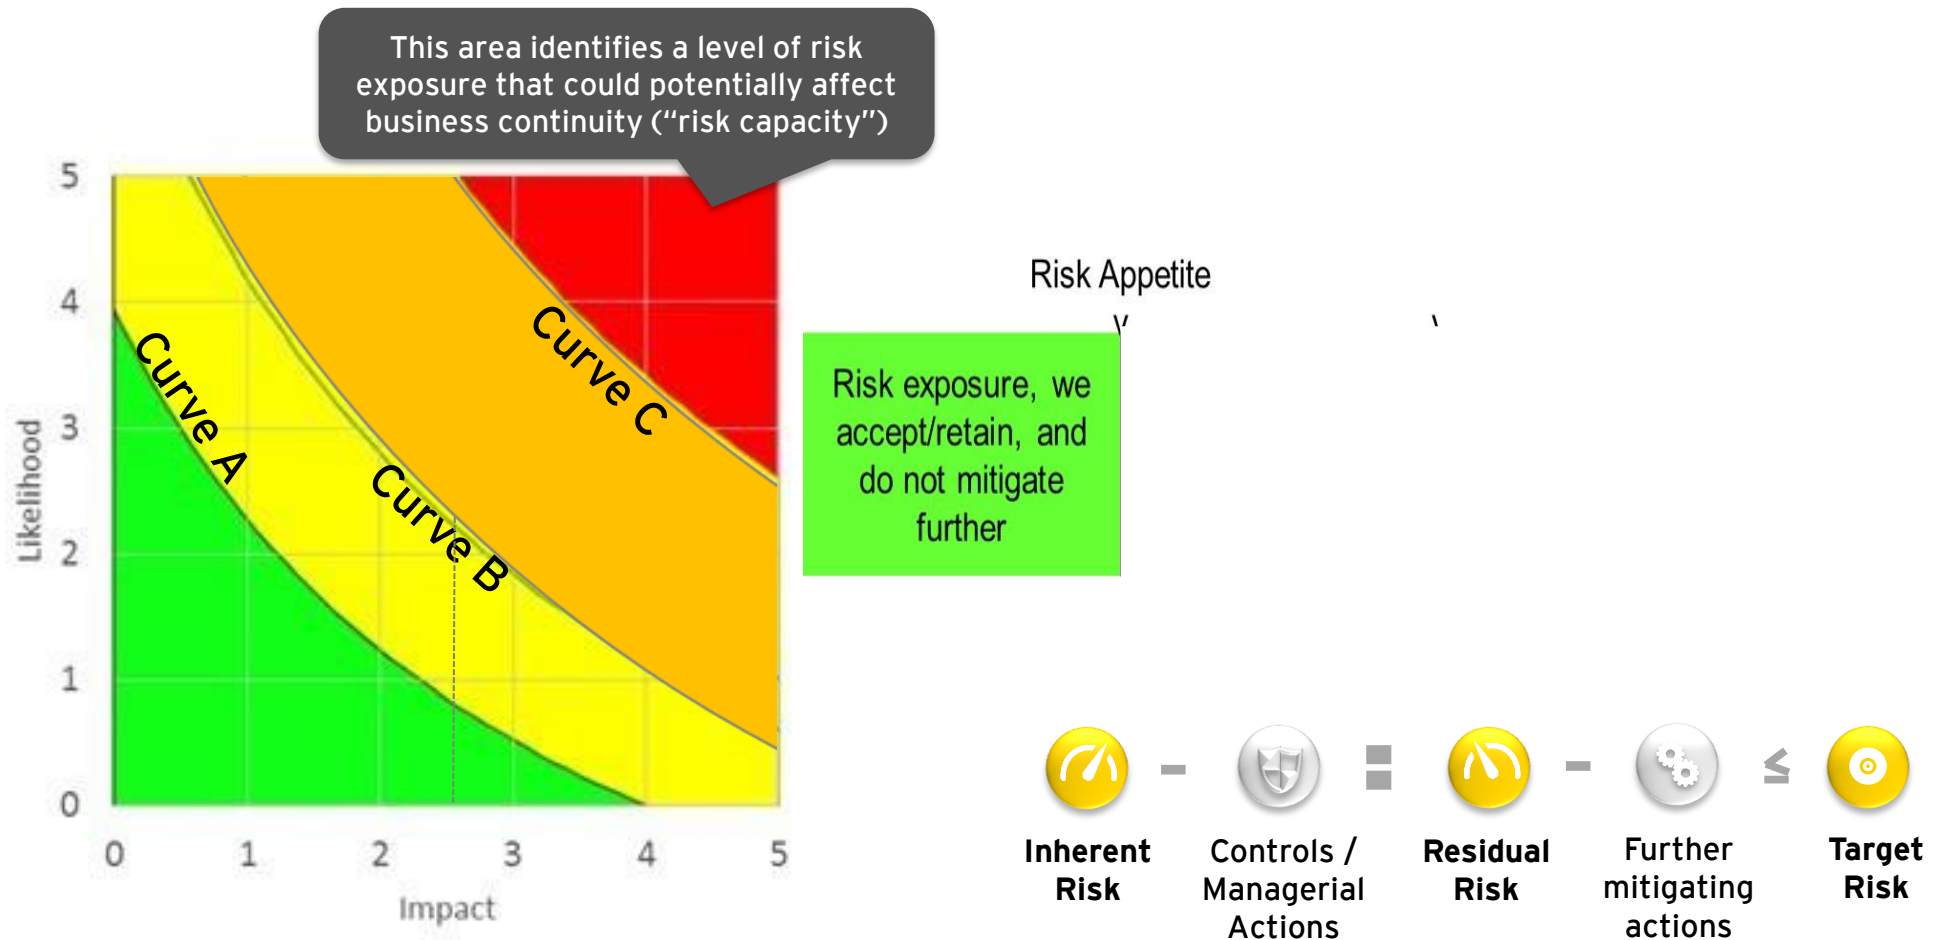 This area identifies a level of risk
exposure that could potentially affect
business continuity (“risk capacity”)
5
4
3
2
1
0
Likelihood
0 1 2 3 4 5
Impact
Curve A
Curve B
Curve C
Risk Appetite
Risk exposure, we
accept/retain, and
do not mitigate
further
Inherent
Risk
-
Controls /
Managerial
Actions
=
Residual
Risk
-
Further
mitigating
actions
≤
Target
Risk